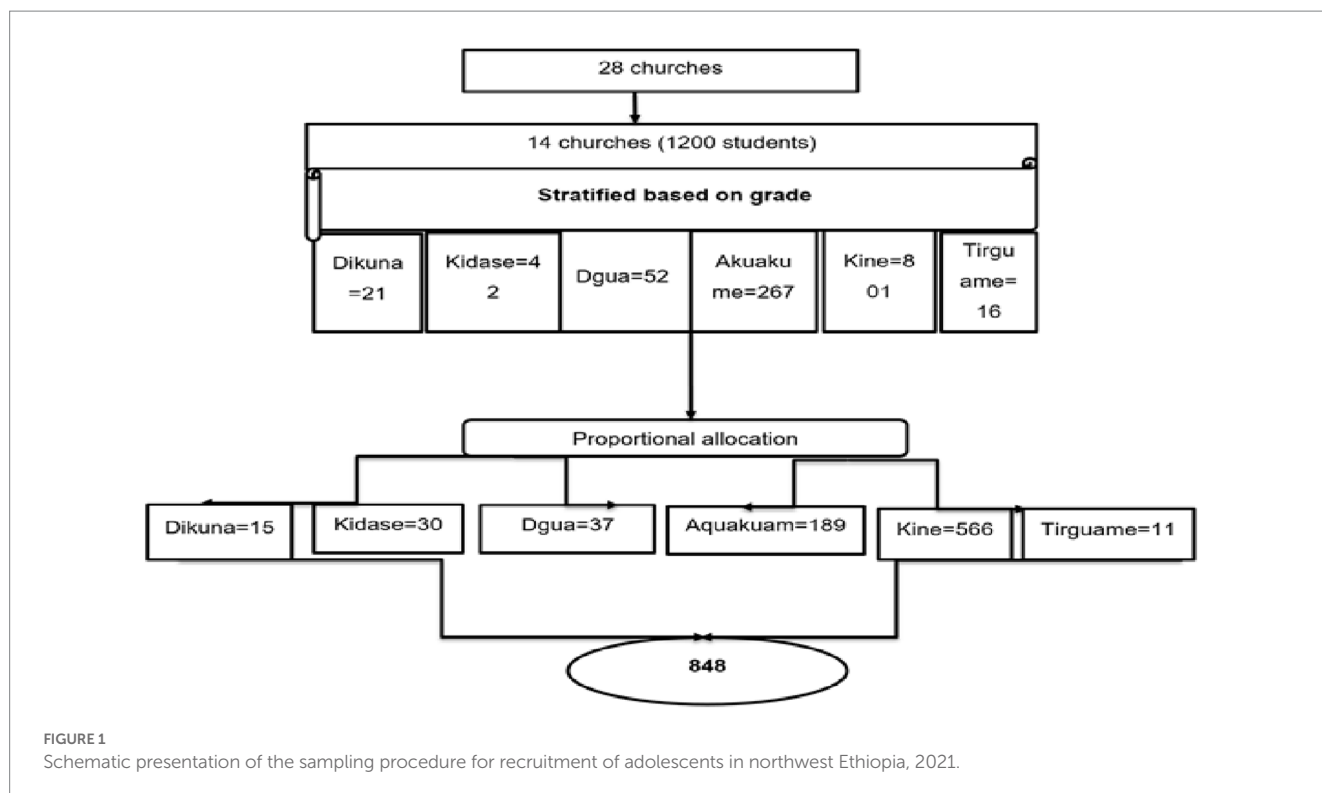 28 churches
14 churches (1200 students)
Stratified based on grade
Dikuna
=21
Kidase=4
2
Dgua=52
Akuaku
me=267
Kine=8
01
Tirgu
ame=
16
Proportional allocation
Dikuna=15
Kidase=30
Dgua=37
Aquakuam=189
Kine=566
Tirguame=11
848
FIGURE 1
Schematic presentation of the sampling procedure for recruitment of adolescents in northwest Ethiopia, 2021.